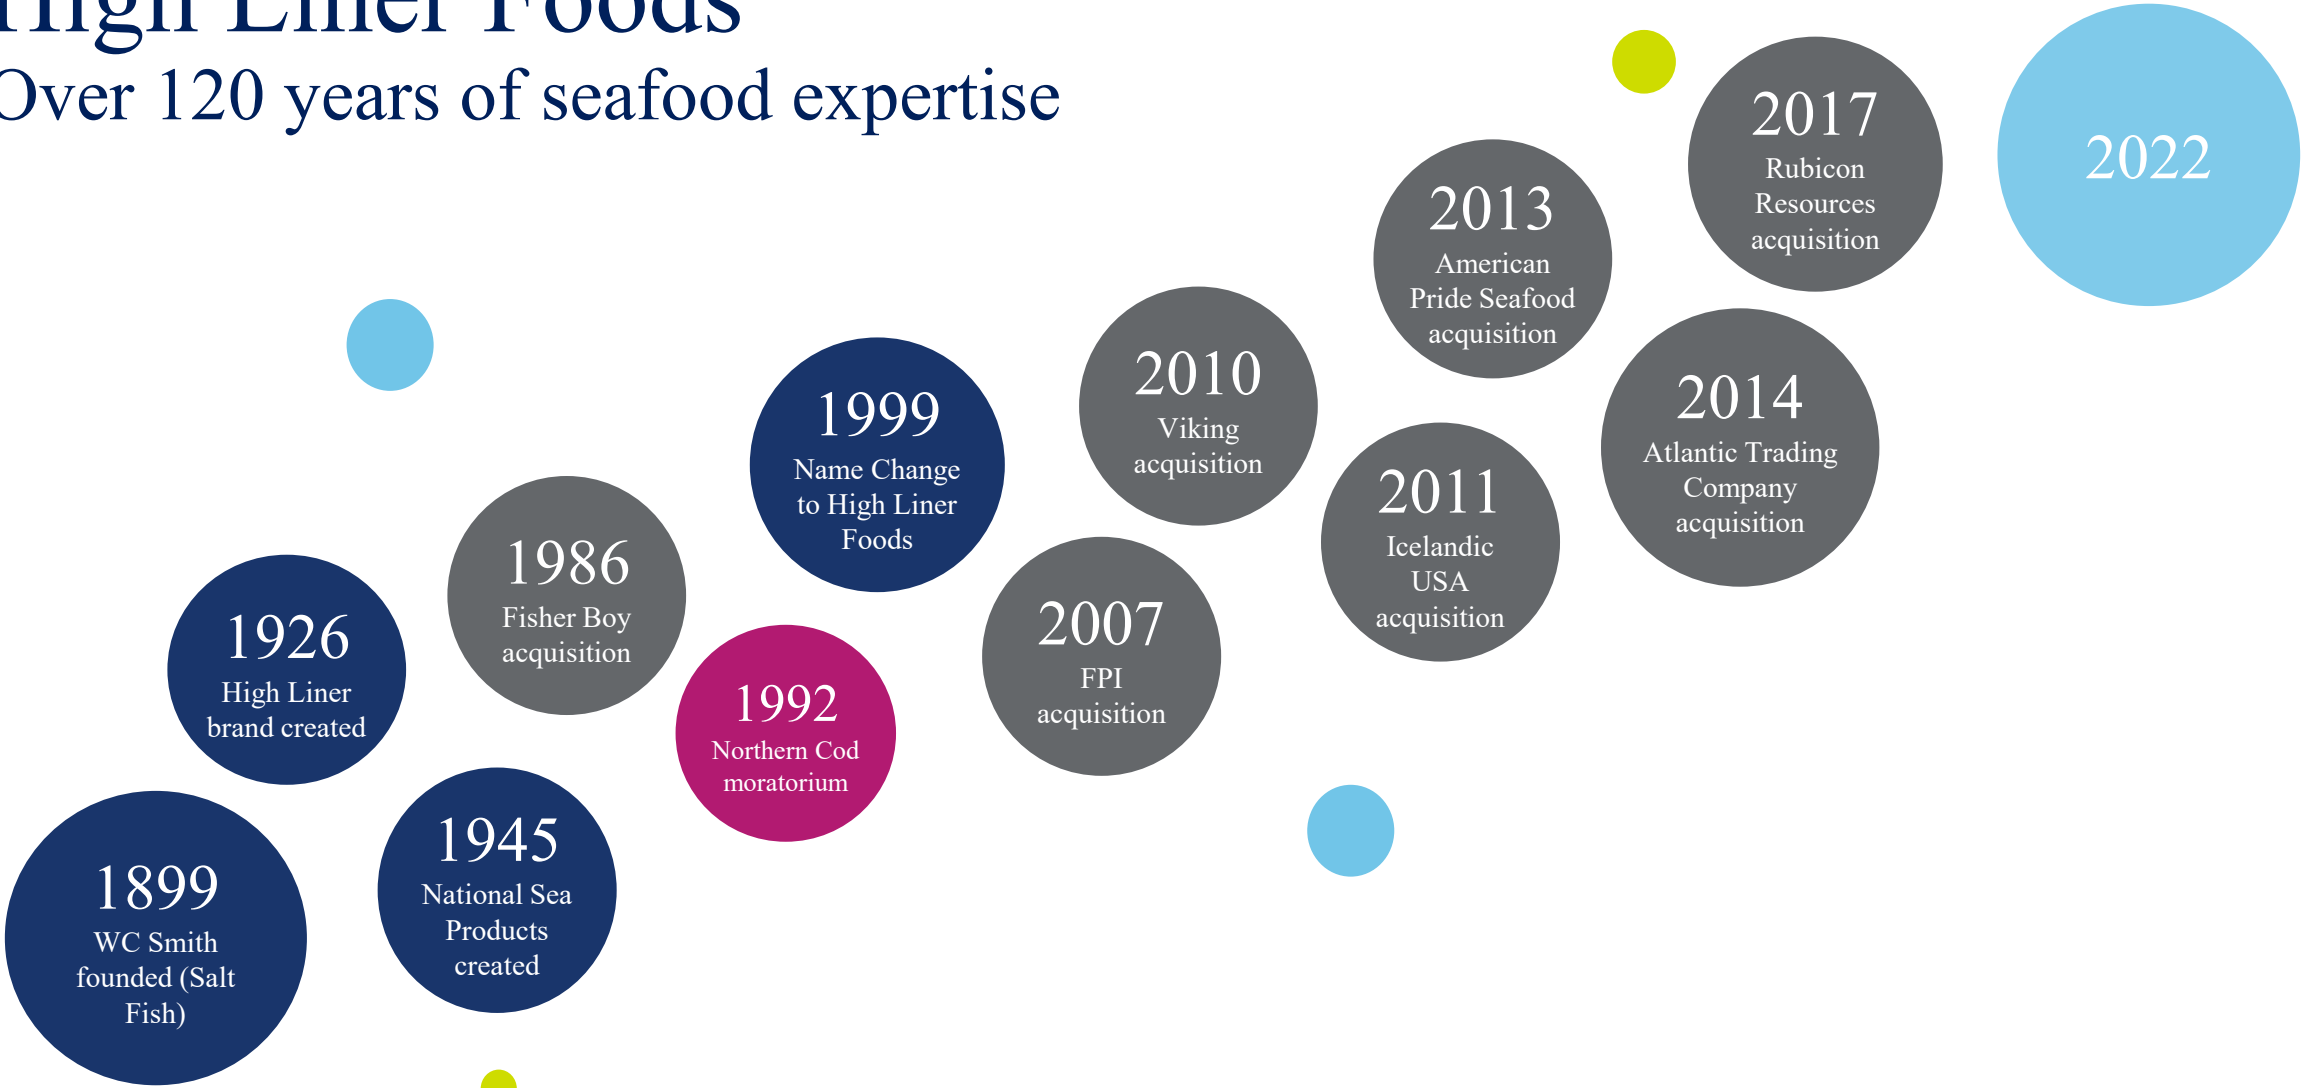 High Liner Foods
Over 120 years of seafood expertise
1899
WC Smith
founded (Salt
Fish)
1926
High Liner
brand created
1945
National Sea
Products
created
1986
Fisher Boy
acquisition
1992
Northern Cod
moratorium
1999
Name Change
to High Liner
Foods
2007
FPI
acquisition
2010
Viking
acquisition
2011
Icelandic
USA
acquisition
2013
American
Pride Seafood
acquisition
2014
Atlantic Trading
Company
acquisition
2017
Rubicon
Resources
acquisition
2022